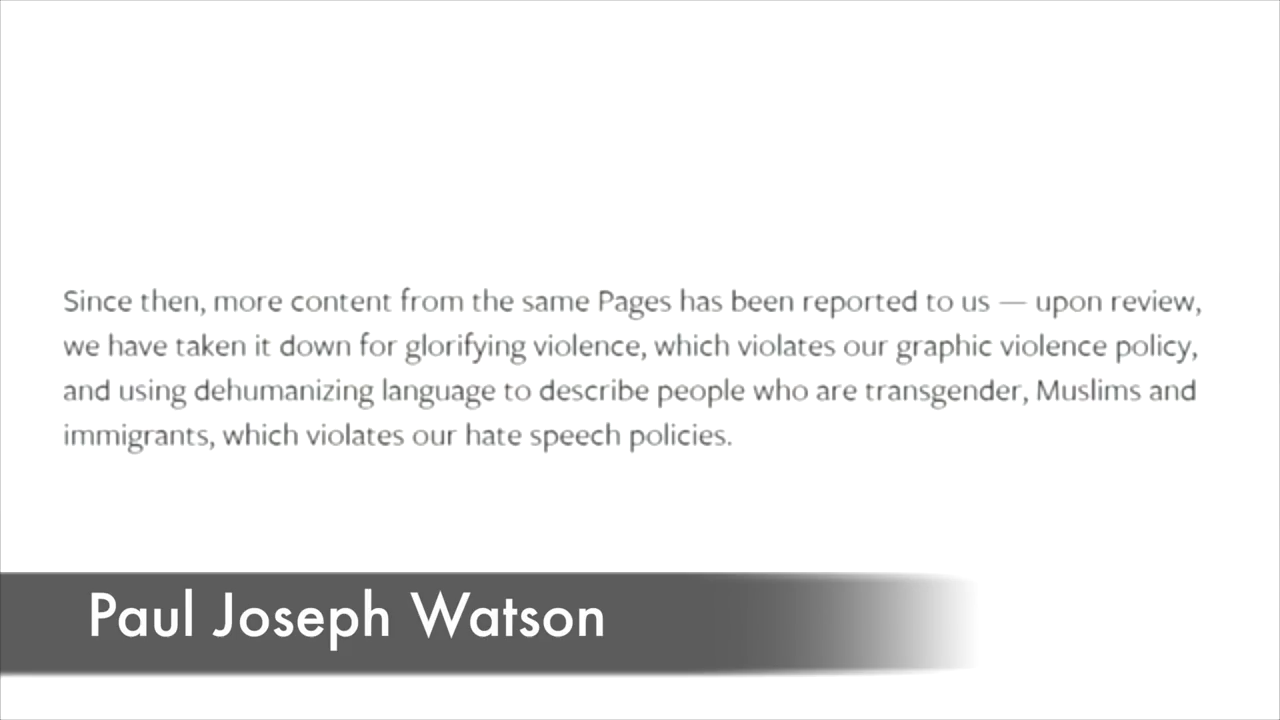 Since then, more content from the same Pages has been reported to us — upon review,
we have taken it down for glorifying violence, which violates our graphic violence policy,
and using dehumanizing language to describe people who are transgender, Muslims and
immigrants, which violates our hate speech policies.
Paul Joseph Watson